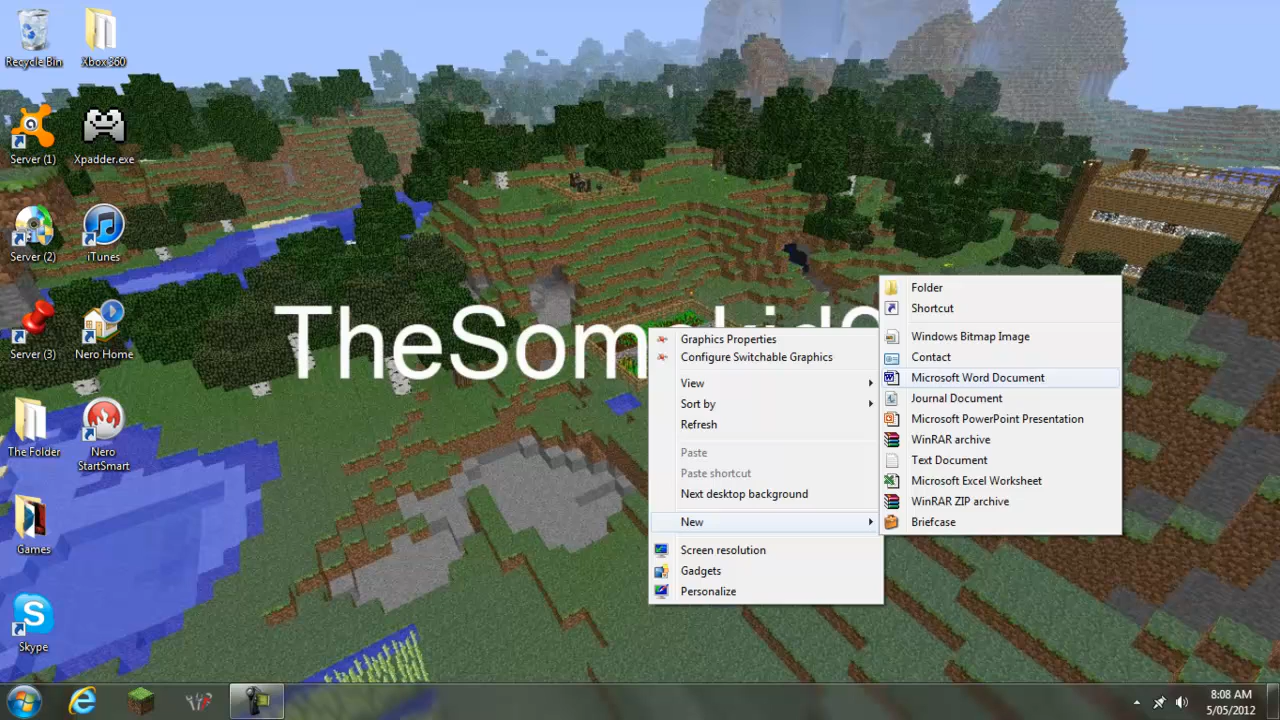 Recycle Bin
Xbox 360
Server (1)
Xpadder.exe
Server (2)
iTunes
Server (3)
Nero Home
The Folder
Nero
StartSmart
Games
Skype
Graphics Properties
Configure Switchable Graphics
View
Sort by
Refresh
Paste
Paste shortcut
Next desktop background
New
Screen resolution
Gadgets
Personalize
Folder
Shortcut
Windows Bitmap Image
Contact
Microsoft Word Document
Journal Document
Microsoft PowerPoint Presentation
WinRAR archive
Text Document
Microsoft Excel Worksheet
WinRAR ZIP archive
Briefcase
8:08 AM
5/05/2012